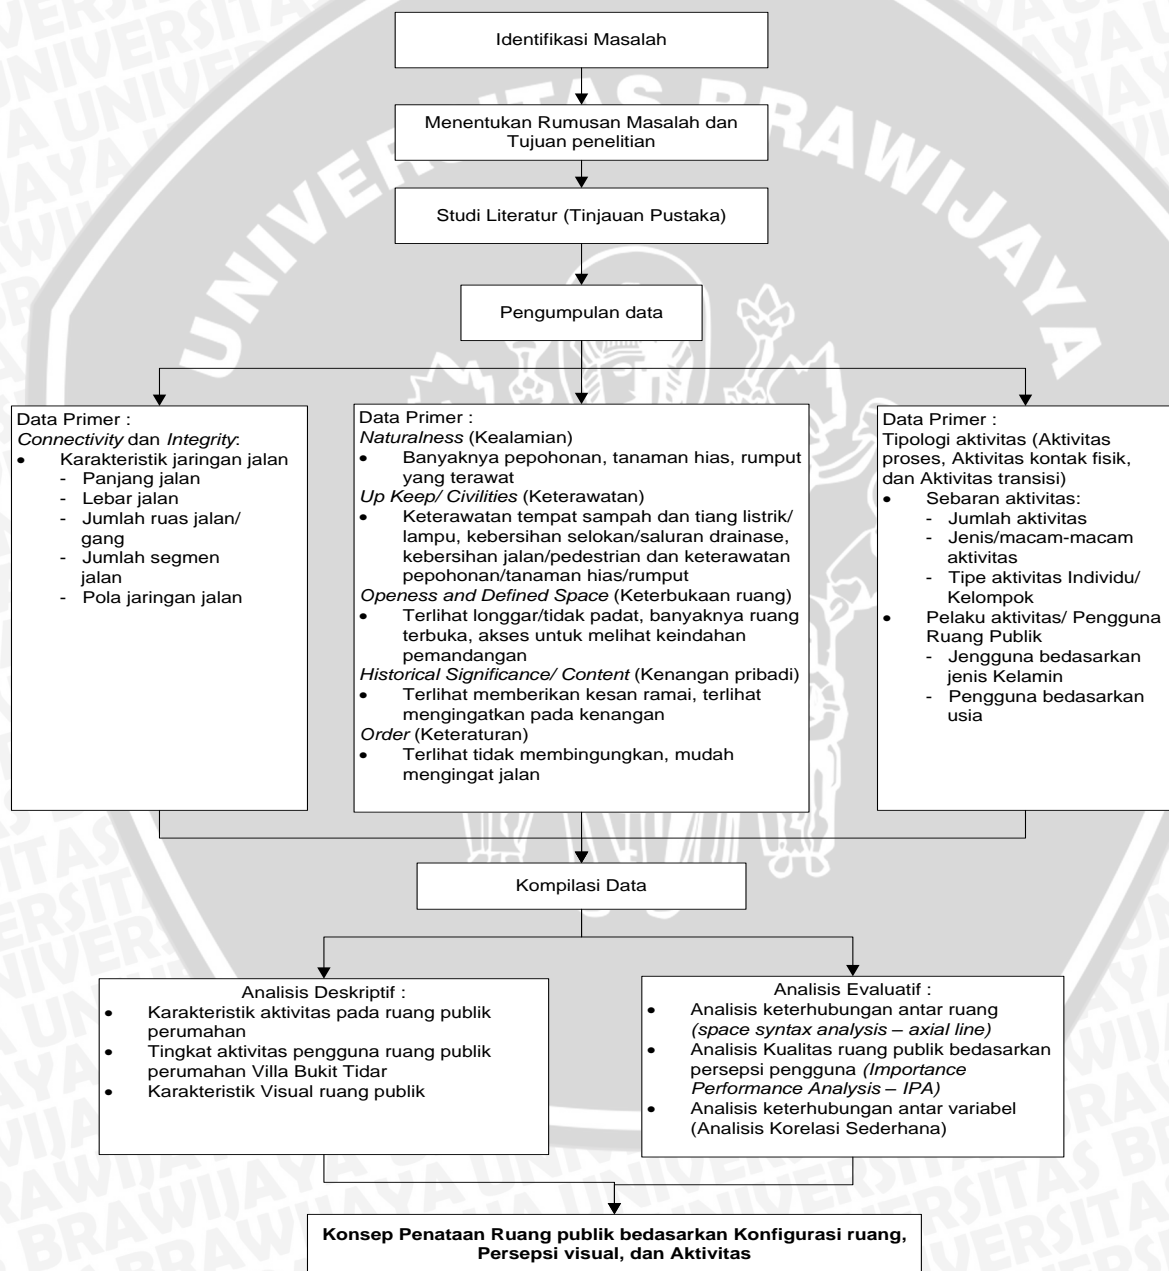 Identifikasi Masalah
Menentukan Rumusan Masalah dan
Tujuan penelitian
Studi Literatur (Tinjauan Pustaka)
Pengumpulan data
Data Primer :
Connectivity dan Integrity:
• Karakteristik jaringan jalan
- Panjang jalan
- Lebar jalan
- Jumlah ruas jalan/
gang
- Jumlah segmen
jalan
- Pola jaringan jalan
Data Primer :
Naturalness (Kealamian)
• Banyaknya pepohonan, tanaman hias, rumput
yang terawat
Up Keep/ Civilities (Keterawatan)
• Keterawatan tempat sampah dan tiang listrik/
lampu, kebersihan selokan/saluran drainase,
kebersihan jalan/pedestrian dan keterawatan
pepohonan/tanaman hias/rumput
Openess and Defined Space (Keterbukaan ruang)
• Terlihat longgar/tidak padat, banyaknya ruang
terbuka, akses untuk melihat keindahan
pemandangan
Historical Significance/ Content (Kenangan pribadi)
• Terlihat memberikan kesan ramai, terlihat
mengingatkan pada kenangan
Order (Keteraturan)
• Terlihat tidak membingungkan, mudah
mengingat jalan
Data Primer :
Tipologi aktivitas (Aktivitas
proses, Aktivitas kontak fisik,
dan Aktivitas transisi)
• Sebaran aktivitas:
- Jumlah aktivitas
- Jenis/macam-macam
aktivitas
- Tipe aktivitas Individu/
Kelompok
• Pelaku aktivitas/ Pengguna
Ruang Publik
- Jengguna bedasarkan
jenis Kelamin
- Pengguna bedasarkan
usia
Kompilasi Data
Analisis Deskriptif :
• Karakteristik aktivitas pada ruang publik
perumahan
• Tingkat aktivitas pengguna ruang publik
perumahan Villa Bukit Tidar
• Karakteristik Visual ruang publik
Analisis Evaluatif :
• Analisis keterhubungan antar ruang
(space syntax analysis – axial line)
• Analisis Kualitas ruang publik bedasarkan
persepsi pengguna (Importance
Performance Analysis – IPA)
• Analisis keterhubungan antar variabel
(Analisis Korelasi Sederhana)
Konsep Penataan Ruang publik bedasarkan Konfigurasi ruang,
Persepsi visual, dan Aktivitas
UNIVERSITAS BRAWIJAYA